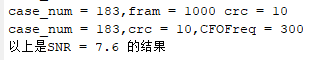 case_num = 183,fram = 1000 crc = 10
case_num = 183,crc = 10,CFOFreq = 300
以上是SNR = 7.6 的结果